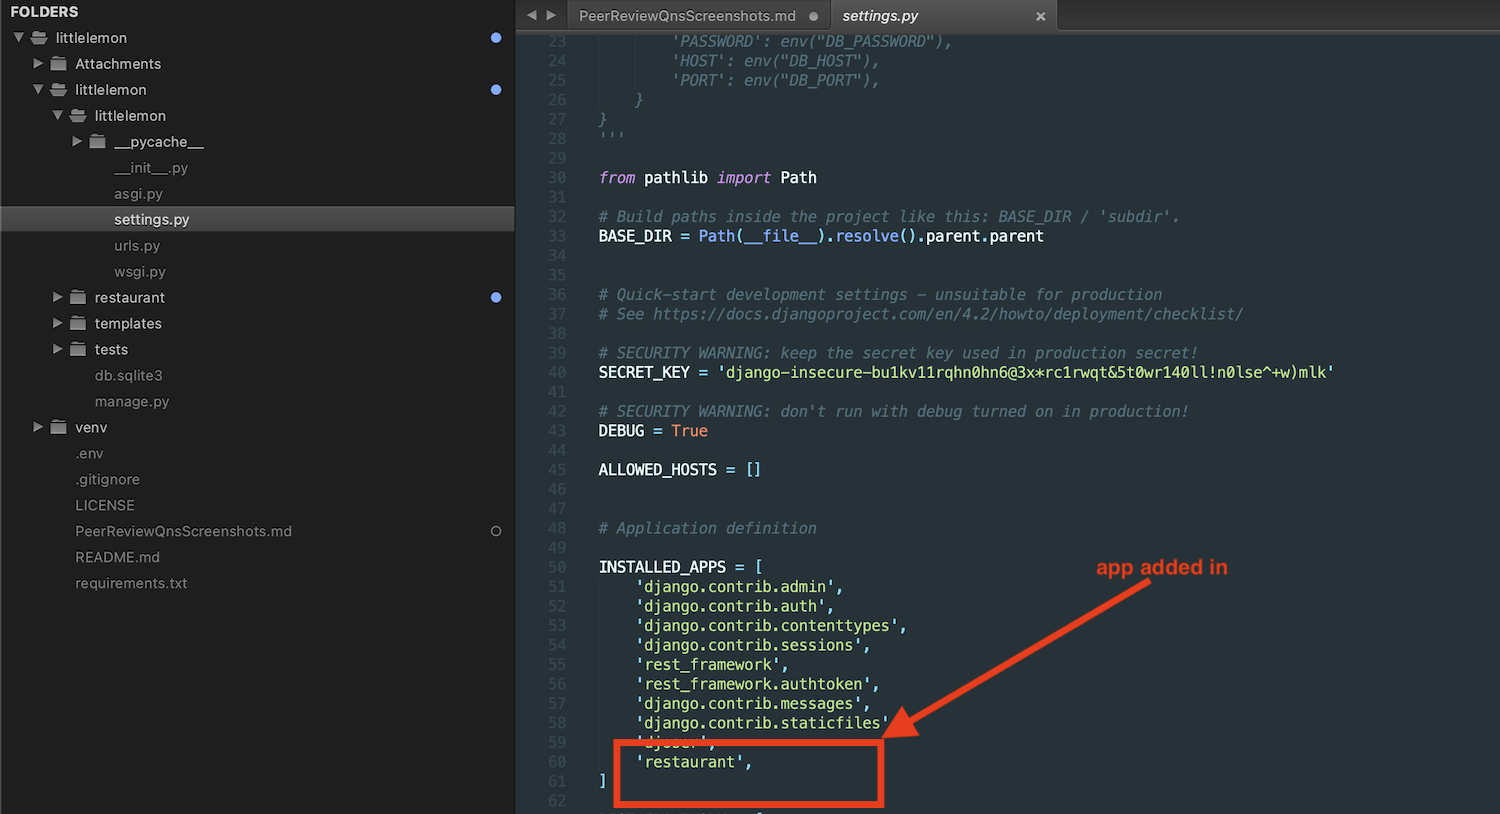 FOLDERS
littlelemon
Attachments
littlelemon
littlelemon
__pycache__
__init__.py
asgi.py
settings.py
urls.py
wsgi.py
restaurant
templates
tests
db.sqlite3
manage.py
venv
.env
.gitignore
LICENSE
PeerReviewQnsScreenshots.md
README.md
requirements.txt
PeerReviewQnsScreenshots.md
settings.py
23 'PASSWORD': env("DB_PASSWORD"),
24 'HOST': env("DB_HOST"),
25 'PORT': env("DB_PORT"),
26 }
27 }
28 '''
29
30 from pathlib import Path
31
32 # Build paths inside the project like this: BASE_DIR / 'subdir'.
33 BASE_DIR = Path(__file__).resolve().parent.parent
34
35
36 # Quick-start development settings - unsuitable for production
37 # See https://docs.djangoproject.com/en/4.2/howto/deployment/checklist/
38
39 # SECURITY WARNING: keep the secret key used in production secret!
40 SECRET_KEY = 'django-insecure-bu1kv11rqhn0hn6@3x*rc1rwqt&5t0wr140ll!n0lse^+w)mlk'
41
42 # SECURITY WARNING: don't run with debug turned on in production!
43 DEBUG = True
44
45 ALLOWED_HOSTS = []
46
47
48 # Application definition
49
50 INSTALLED_APPS = [
51 'django.contrib.admin',
52 'django.contrib.auth',
53 'django.contrib.contenttypes',
54 'django.contrib.sessions',
55 'rest_framework',
56 'rest_framework.authtoken',
57 'django.contrib.messages',
58 'django.contrib.staticfiles'
59 'djoser',
60 'restaurant',
61 ]
62
app added in